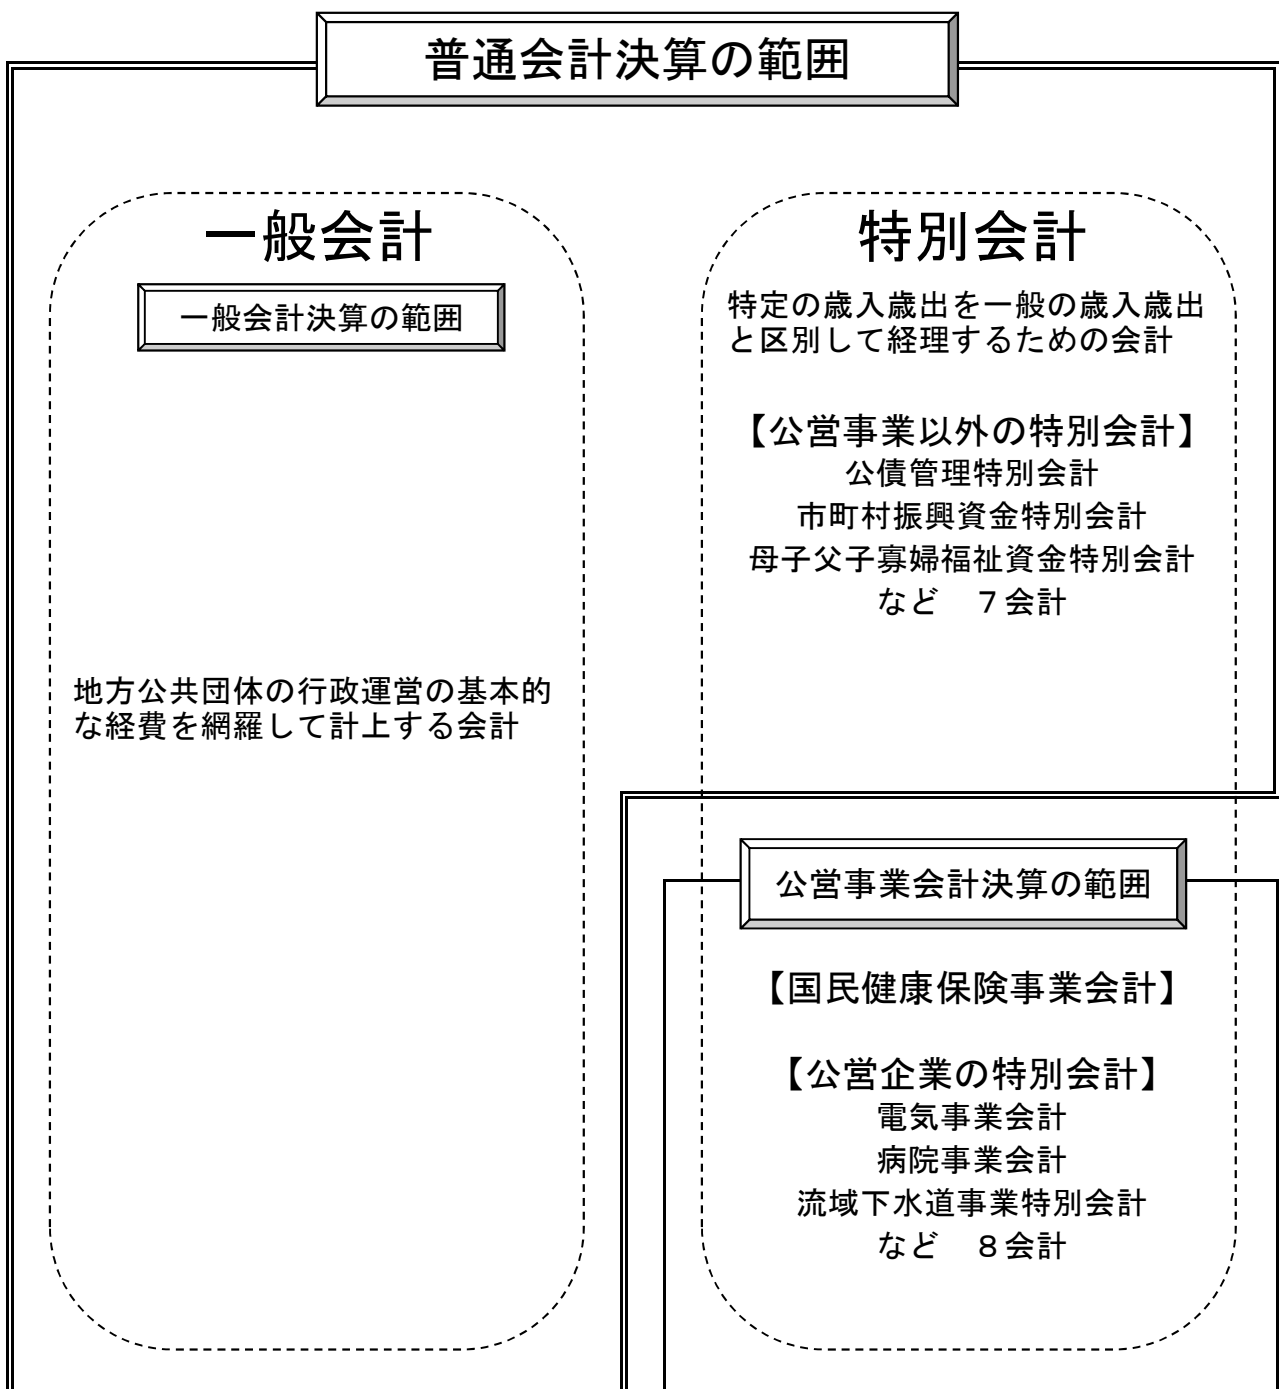 普通会計決算の範囲
一般会計
一般会計決算の範囲
地方公共団体の行政運営の基本的
な経費を網羅して計上する会計
特別会計
特定の歳入歳出を一般の歳入歳出
と区別して経理するための会計
【公営事業以外の特別会計】
公債管理特別会計
市町村振興資金特別会計
母子父子寡婦福祉資金特別会計
など　７会計
公営事業会計決算の範囲
【国民健康保険事業会計】
【公営企業の特別会計】
電気事業会計
病院事業会計
流域下水道事業特別会計
など　８会計